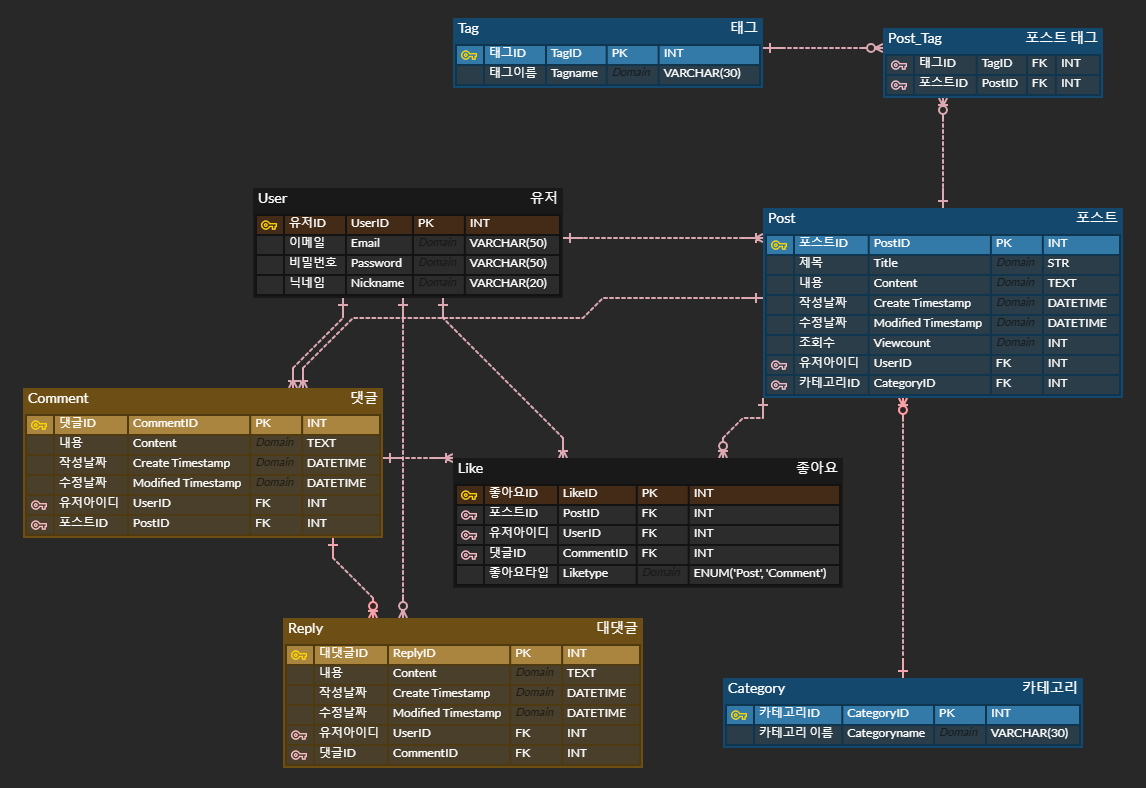 Tag 태그
태그ID TagID PK INT
태그이름 Tagname Domain VARCHAR(30)
Post_Tag 포스트 태그
태그ID TagID FK INT
포스트ID PostID FK INT
User 유저
유저ID UserID PK INT
이메일 Email Domain VARCHAR(50)
비밀번호 Password Domain VARCHAR(50)
닉네임 Nickname Domain VARCHAR(20)
Post 포스트
포스트ID PostID PK INT
제목 Title Domain STR
내용 Content Domain TEXT
작성날짜 Create Timestamp Domain DATETIME
수정날짜 Modified Timestamp Domain DATETIME
조회수 Viewcount Domain INT
유저아이디 UserID FK INT
카테고리ID CategoryID FK INT
Comment 댓글
댓글ID CommentID PK INT
내용 Content Domain TEXT
작성날짜 Create Timestamp Domain DATETIME
수정날짜 Modified Timestamp Domain DATETIME
유저아이디 UserID FK INT
포스트ID PostID FK INT
Like 좋아요
좋아요ID LikeID PK INT
포스트ID PostID FK INT
유저아이디 UserID FK INT
댓글ID CommentID FK INT
좋아요타입 Liketype Domain ENUM('Post', 'Comment')
Reply 대댓글
대댓글ID ReplyID PK INT
내용 Content Domain TEXT
작성날짜 Create Timestamp Domain DATETIME
수정날짜 Modified Timestamp Domain DATETIME
유저아이디 UserID FK INT
댓글ID CommentID FK INT
Category 카테고리
카테고리ID CategoryID PK INT
카테고리 이름 Categoryname Domain VARCHAR(30)